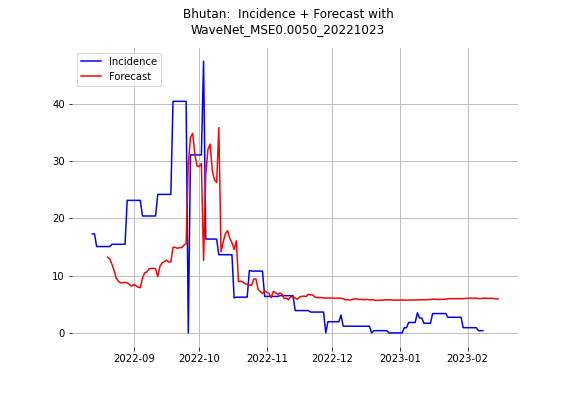 Bhutan:  Incidence + Forecast with
WaveNet_MSE0.0050_20221023
Incidence
Forecast
40
30
20
10
0
2022-09
2022-10
2022-11
2022-12
2023-01
2023-02